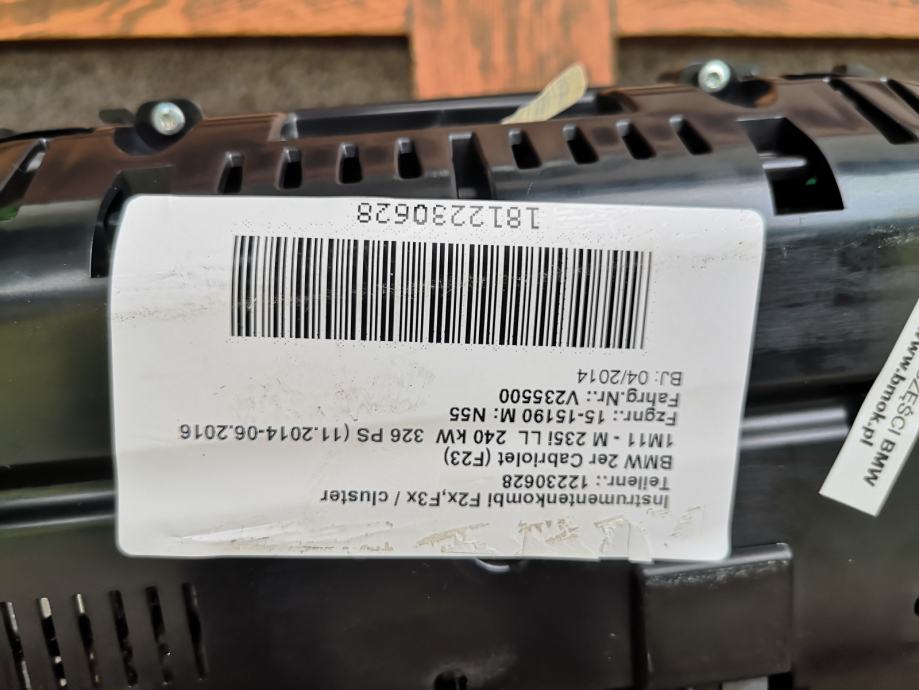 Instrumentenkombi F2x,F3x / cluster
Teilenr.: 12230628
BMW 2er Cabriolet (F23)
1M11 - M 235i LL 240 kW 326 PS (11.2014-06.2016
Fzgnr.: 15-15190 M: N55
Fahrg.Nr.: V235500
BJ: 04/2014
1812230628
BMW
www.bmok.pl